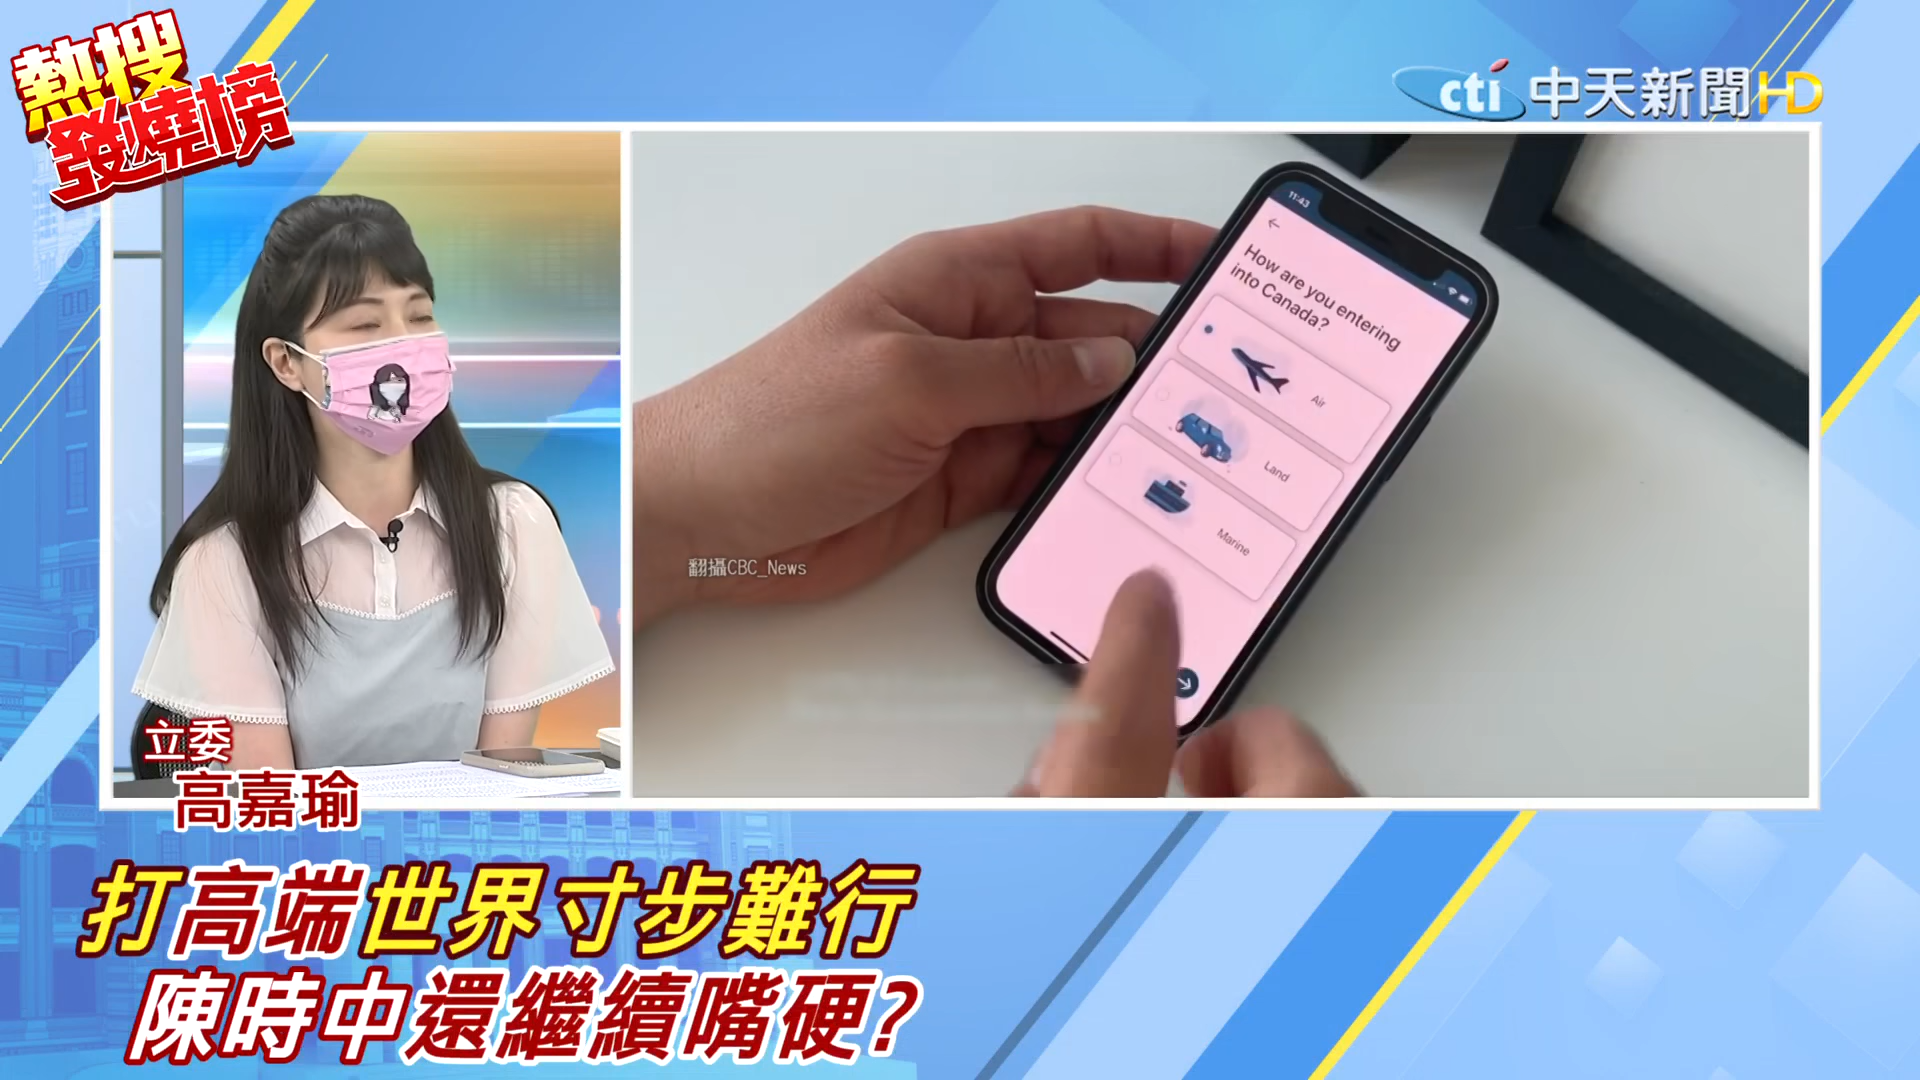 熱搜
發燒榜
cti 中天新聞HD
11:43
How are you entering
into Canada?
Air
Land
Marine
翻攝CBC_News
立委
高嘉瑜
打高端世界寸步難行
陳時中還繼續嘴硬?